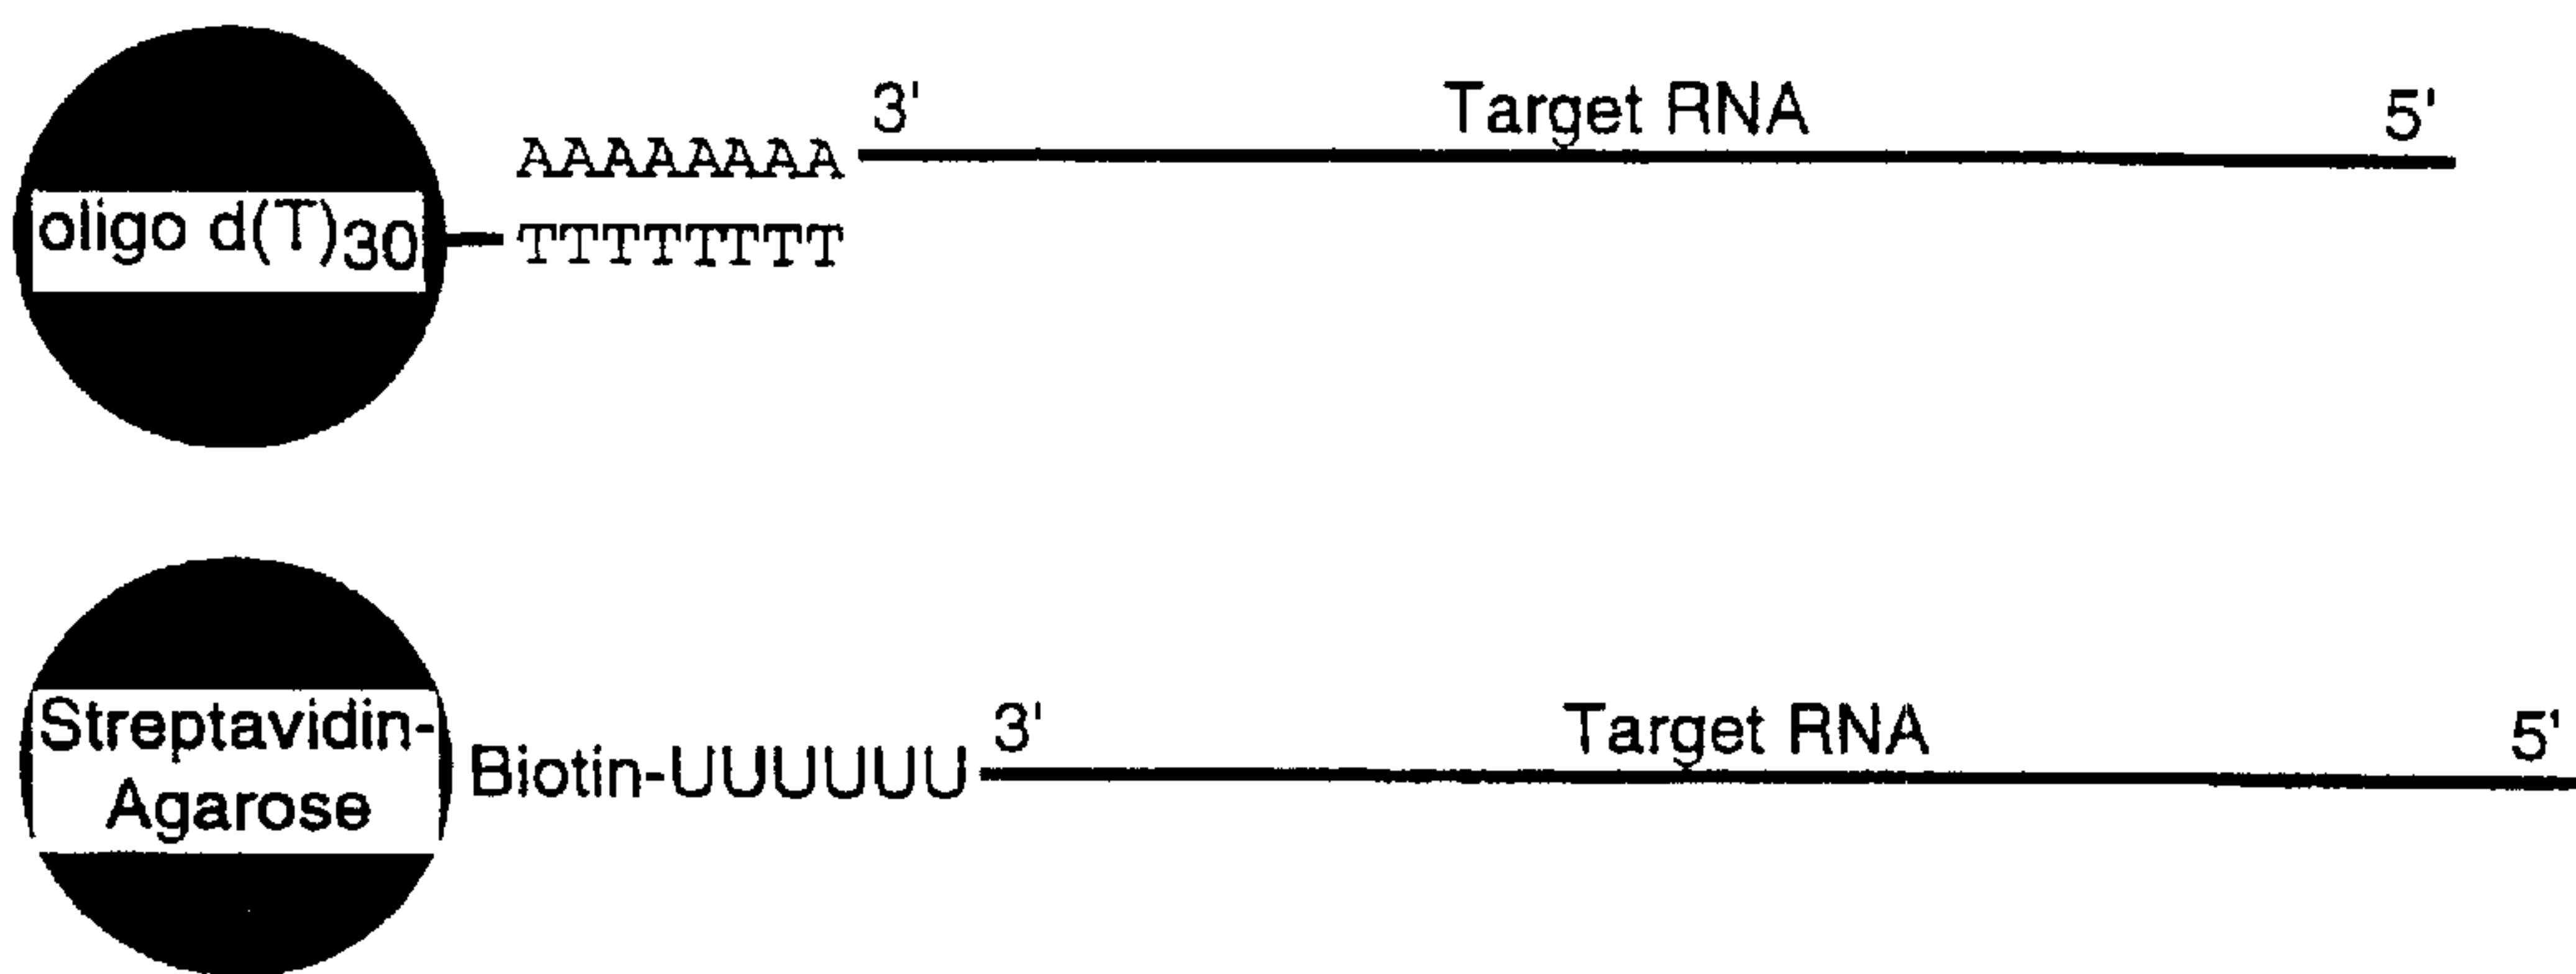 3' Target RNA 5'
AAAAAAAA
oligo d(T)30 TTTTTTTT
3' Target RNA 5'
Streptavidin-
Biotin-UUUUUU
Agarose